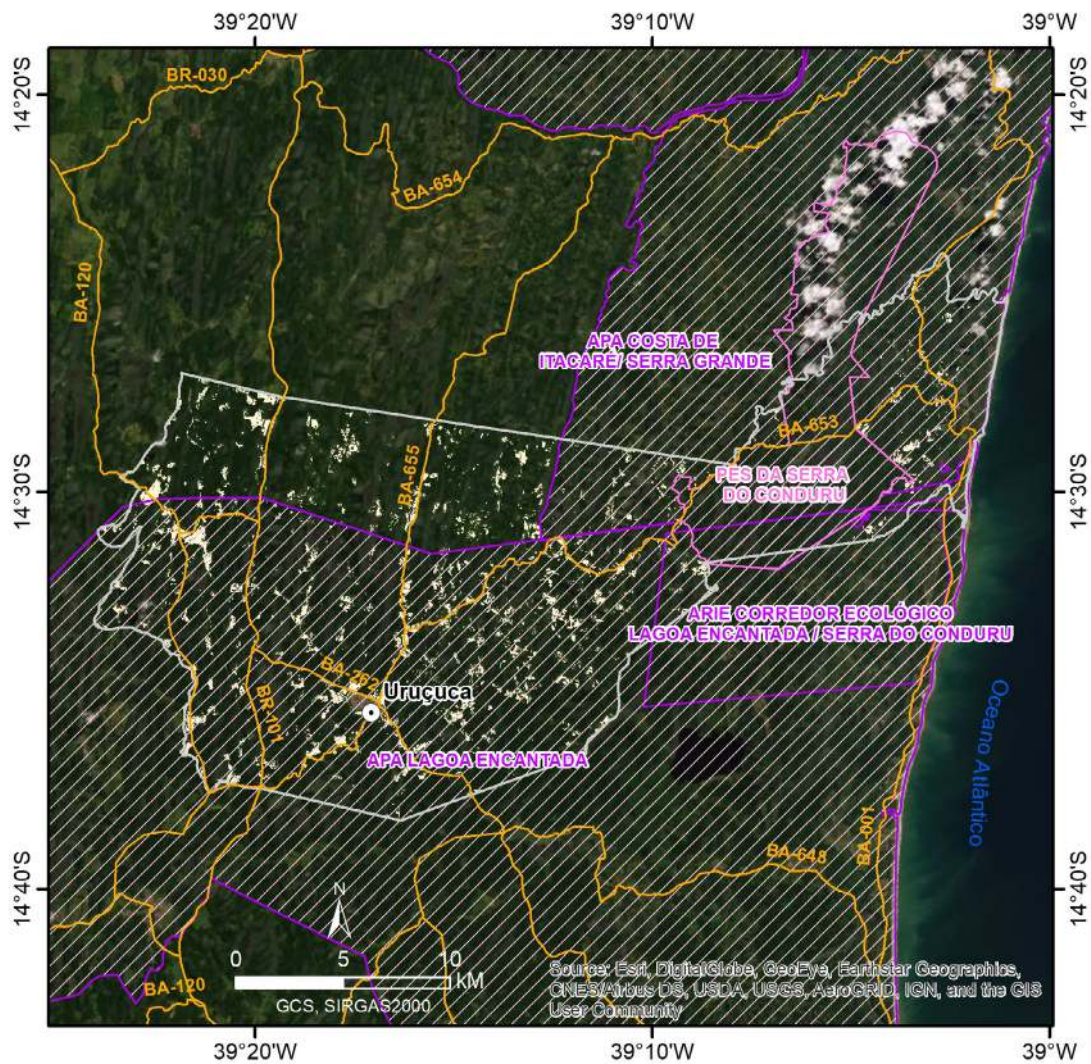 39°20'W
39°10'W
39°W
14°20'S
14°20'S
BR-030
BA-654
BA-120
APA COSTA DE
ITACARÉ/ SERRA GRANDE
BA-653
BA-655
14°30'S
14°30'S
PES DA SERRA
DO CONDURU
ARIE CORREDOR ECOLÓGICO
LAGOA ENCANTADA / SERRA DO CONDURU
BA-262
Uruçuca
BR-101
APA LAGOA ENCANTADA
Oceano Atlântico
BA-001
BA-648
14°40'S
14°40'S
N
0 5 10
KM
GCS, SIRGAS2000
BA-120
Source: Esri, DigitalGlobe, GeoEye, Earthstar Geographics,
CNES/Airbus DS, USDA, USGS, AeroGRID, IGN, and the GIS
User Community
39°20'W
39°10'W
39°W